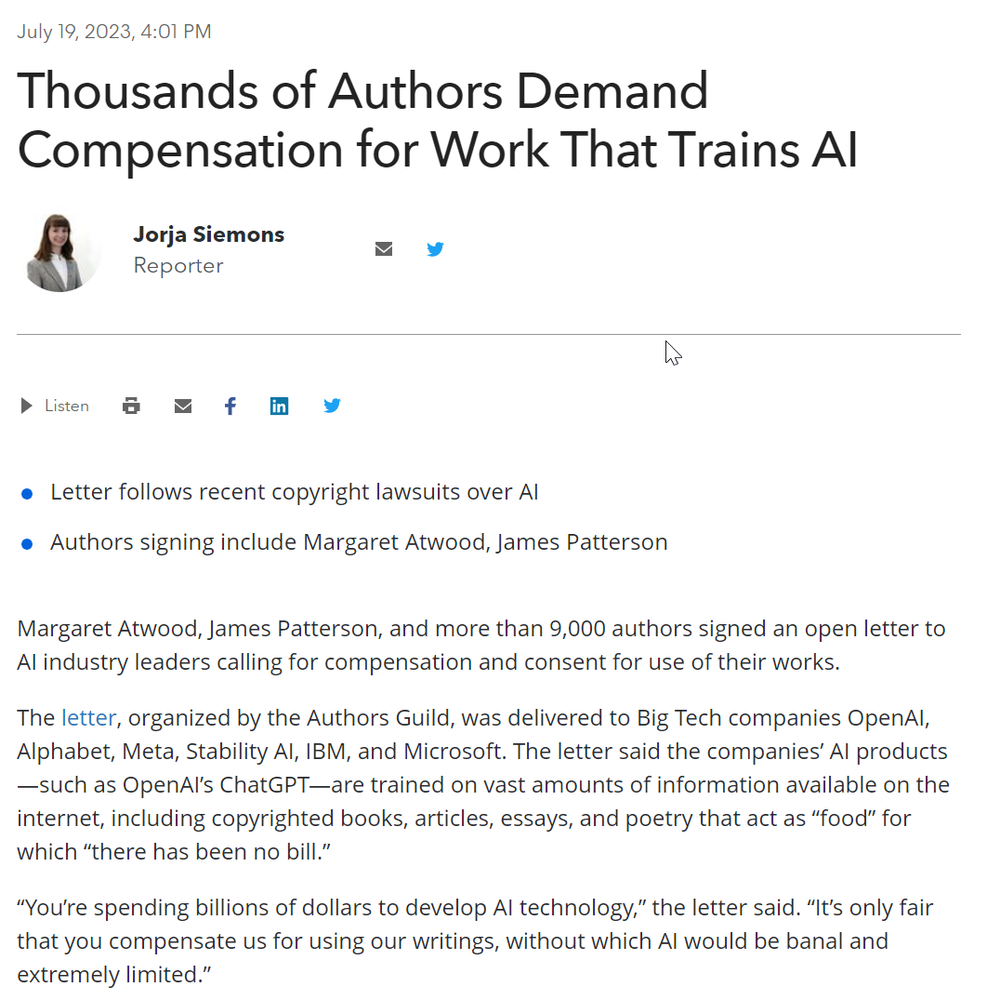 July 19, 2023, 4:01 PM
Thousands of Authors Demand
Compensation for Work That Trains AI
Jorja Siemons
Reporter
Listen
Letter follows recent copyright lawsuits over AI
Authors signing include Margaret Atwood, James Patterson
Margaret Atwood, James Patterson, and more than 9,000 authors signed an open letter to
AI industry leaders calling for compensation and consent for use of their works.
The letter, organized by the Authors Guild, was delivered to Big Tech companies OpenAI,
Alphabet, Meta, Stability AI, IBM, and Microsoft. The letter said the companies’ AI products
—such as OpenAI’s ChatGPT—are trained on vast amounts of information available on the
internet, including copyrighted books, articles, essays, and poetry that act as “food” for
which “there has been no bill.”
“You’re spending billions of dollars to develop AI technology,” the letter said. “It’s only fair
that you compensate us for using our writings, without which AI would be banal and
extremely limited.”